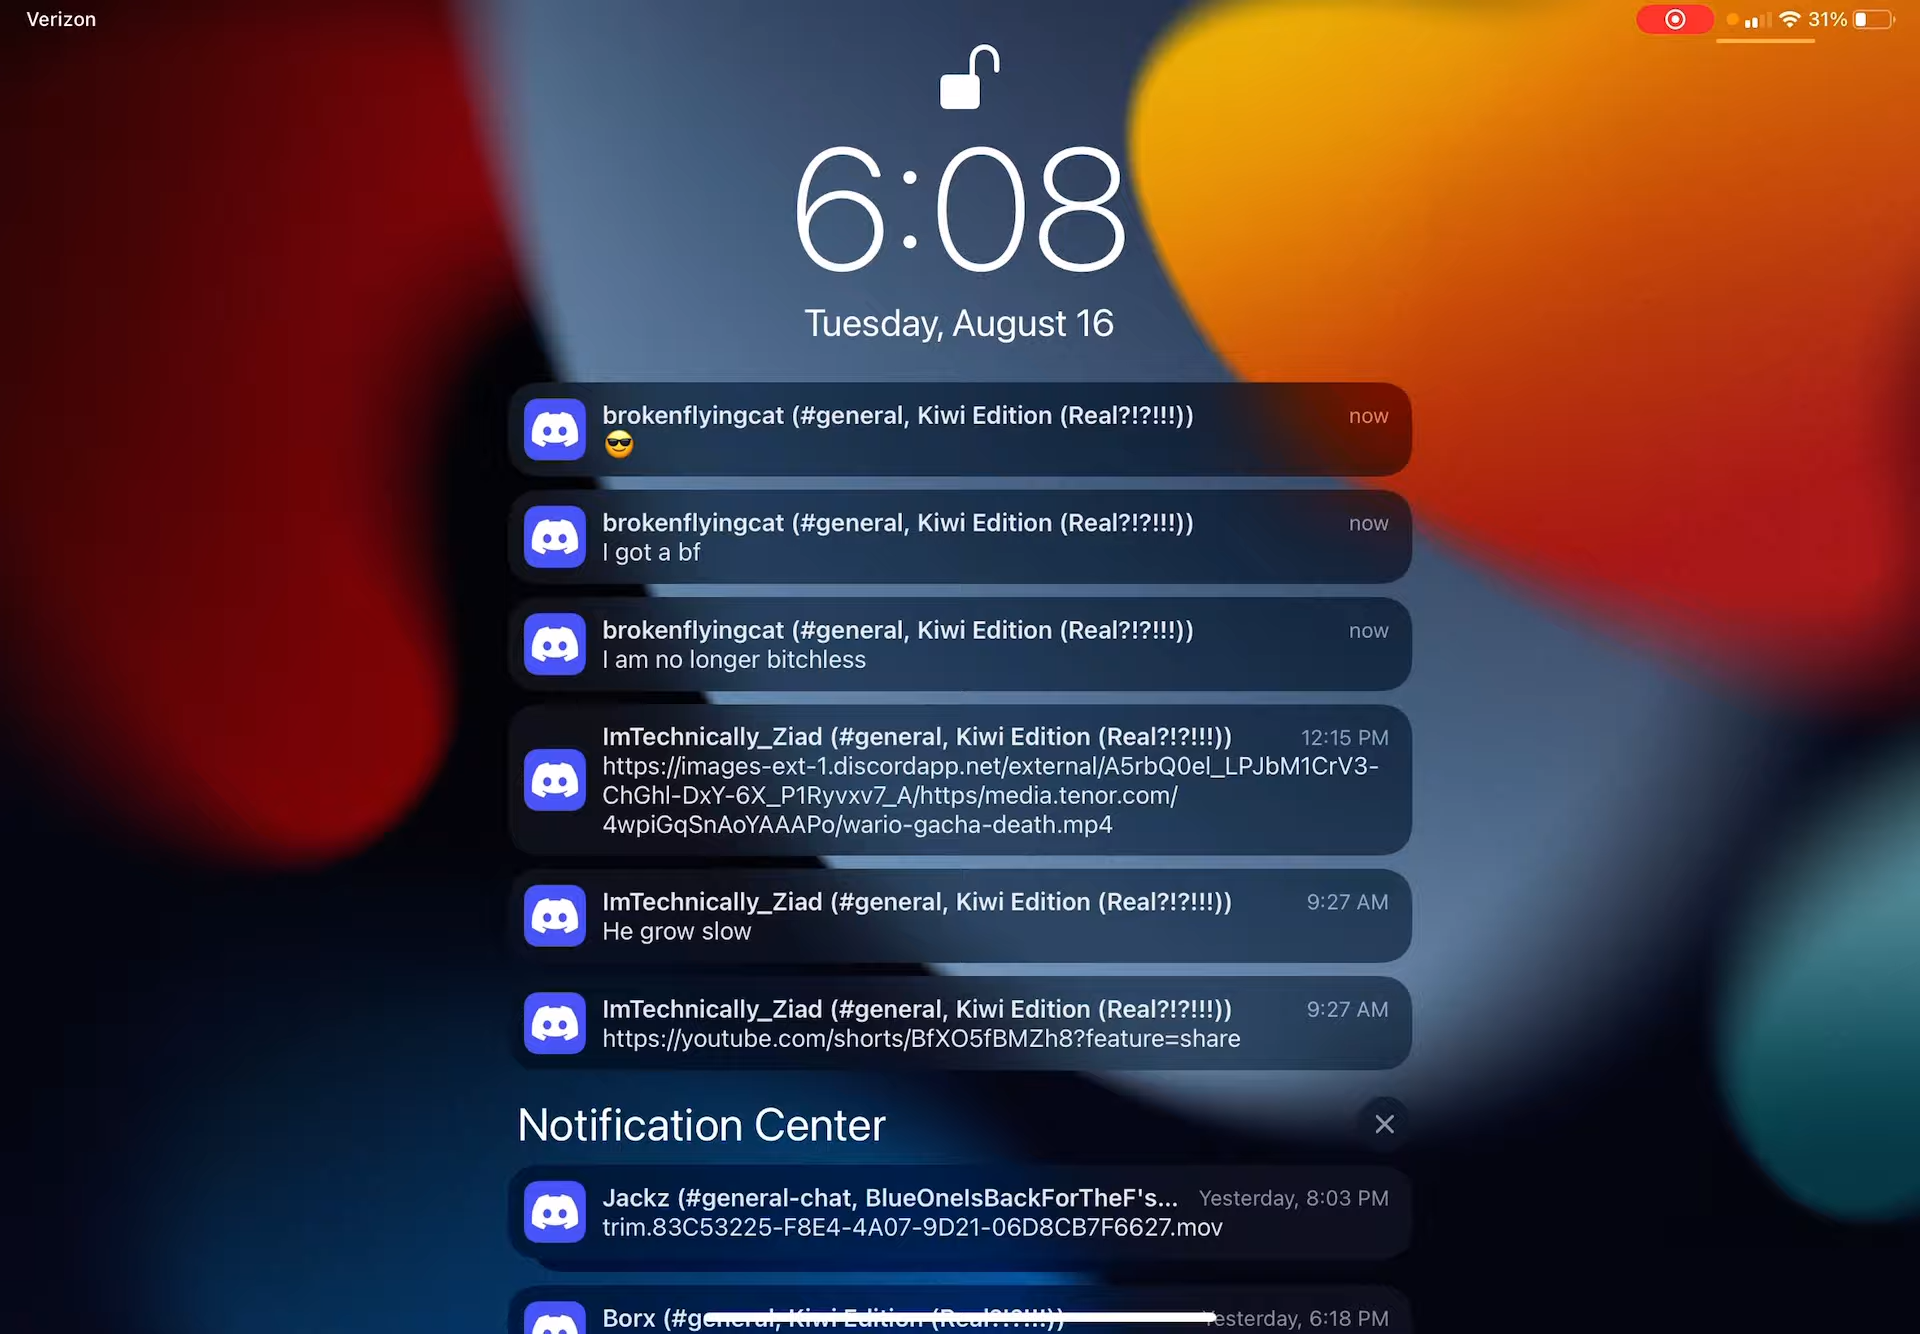 Verizon
31%
6:08
Tuesday, August 16
brokenflyingcat (#general, Kiwi Edition (Real?!?!!!)) now
😎
brokenflyingcat (#general, Kiwi Edition (Real?!?!!!)) now
I got a bf
brokenflyingcat (#general, Kiwi Edition (Real?!?!!!)) now
I am no longer bitchless
ImTechnically_Ziad (#general, Kiwi Edition (Real?!?!!!)) 12:15 PM
https://images-ext-1.discordapp.net/external/A5rbQ0el_LPJbM1CrV3-
ChGhl-DxY-6X_P1Ryvxv7_A/https/media.tenor.com/
4wpiGqSnAoYAAAPo/wario-gacha-death.mp4
ImTechnically_Ziad (#general, Kiwi Edition (Real?!?!!!)) 9:27 AM
He grow slow
ImTechnically_Ziad (#general, Kiwi Edition (Real?!?!!!)) 9:27 AM
https://youtube.com/shorts/BfXO5fBMZh8?feature=share
Notification Center
Jackz (#general-chat, BlueOneIsBackForTheF's... Yesterday, 8:03 PM
trim.83C53225-F8E4-4A07-9D21-06D8CB7F6627.mov
Borx (#general, Kiwi Edition (Real?!?!!!)) Yesterday, 6:18 PM